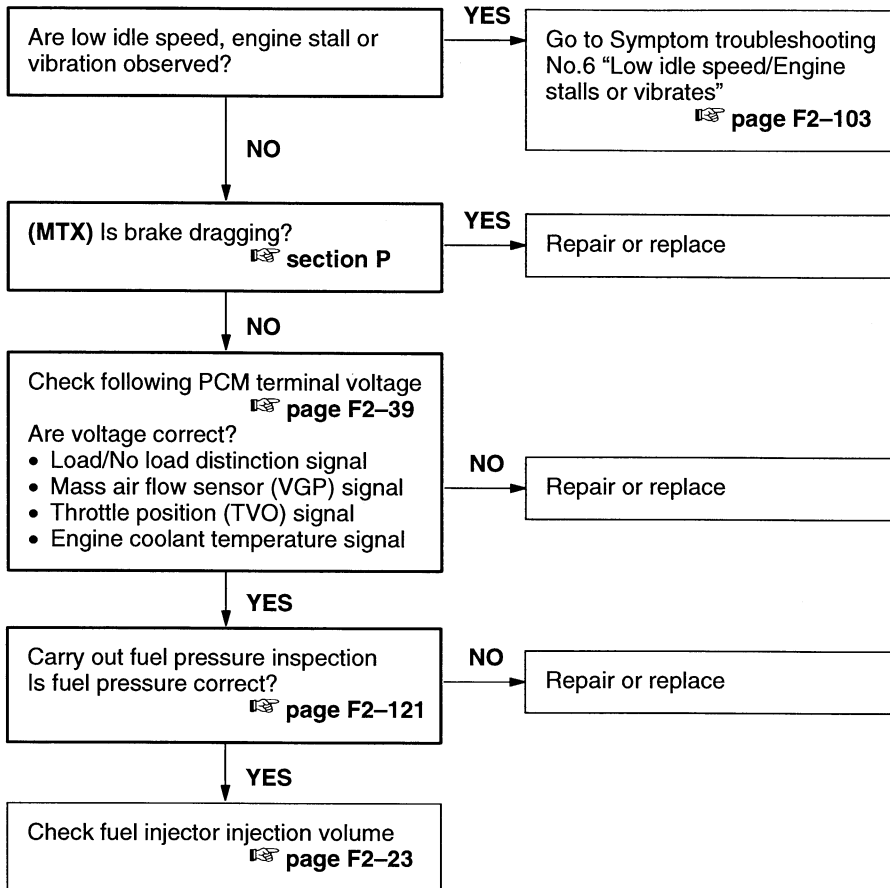 Are low idle speed, engine stall or
vibration observed?
YES
Go to Symptom troubleshooting
No.6 “Low idle speed/Engine
stalls or vibrates”
☞ page F2–103
NO
(MTX) Is brake dragging?
☞ section P
YES
Repair or replace
NO
Check following PCM terminal voltage
☞ page F2–39
Are voltage correct?
• Load/No load distinction signal
• Mass air flow sensor (VGP) signal
• Throttle position (TVO) signal
• Engine coolant temperature signal
NO
Repair or replace
YES
Carry out fuel pressure inspection
Is fuel pressure correct?
☞ page F2–121
NO
Repair or replace
YES
Check fuel injector injection volume
☞ page F2–23